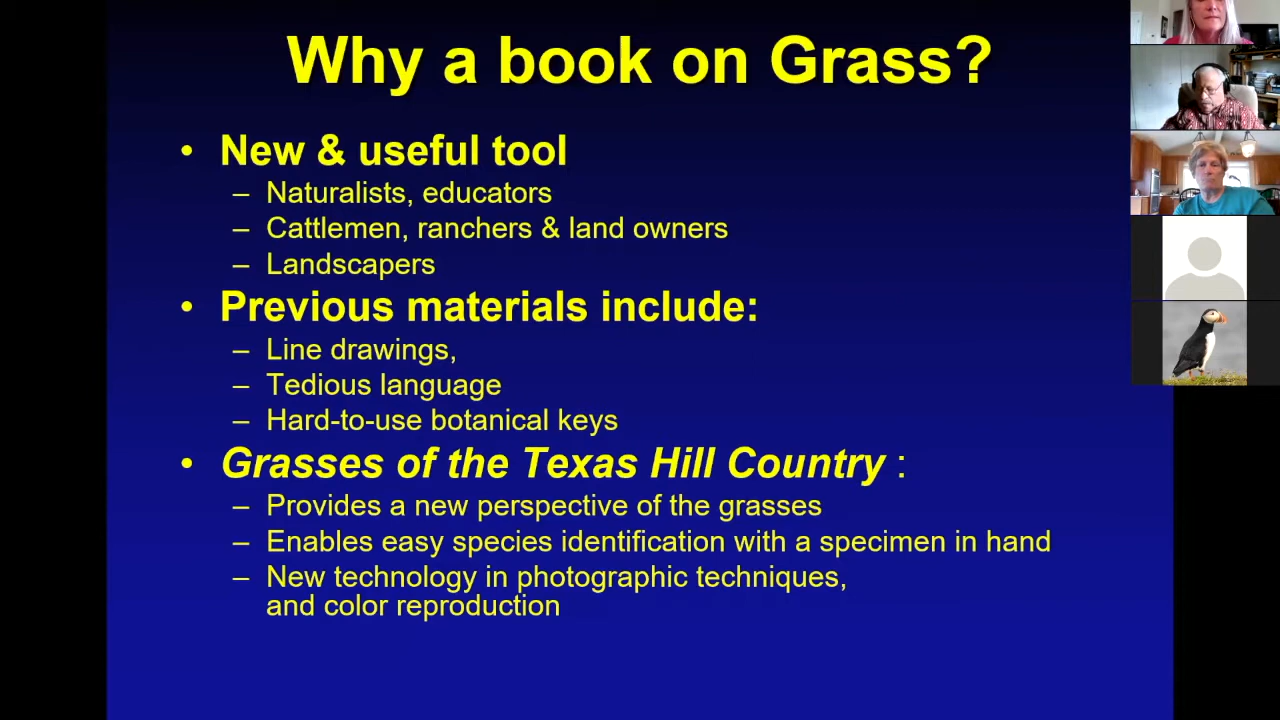 Why a book on Grass?
• New & useful tool
– Naturalists, educators
– Cattlemen, ranchers & land owners
– Landscapers
• Previous materials include:
– Line drawings,
– Tedious language
– Hard-to-use botanical keys
• Grasses of the Texas Hill Country :
– Provides a new perspective of the grasses
– Enables easy species identification with a specimen in hand
– New technology in photographic techniques,
and color reproduction